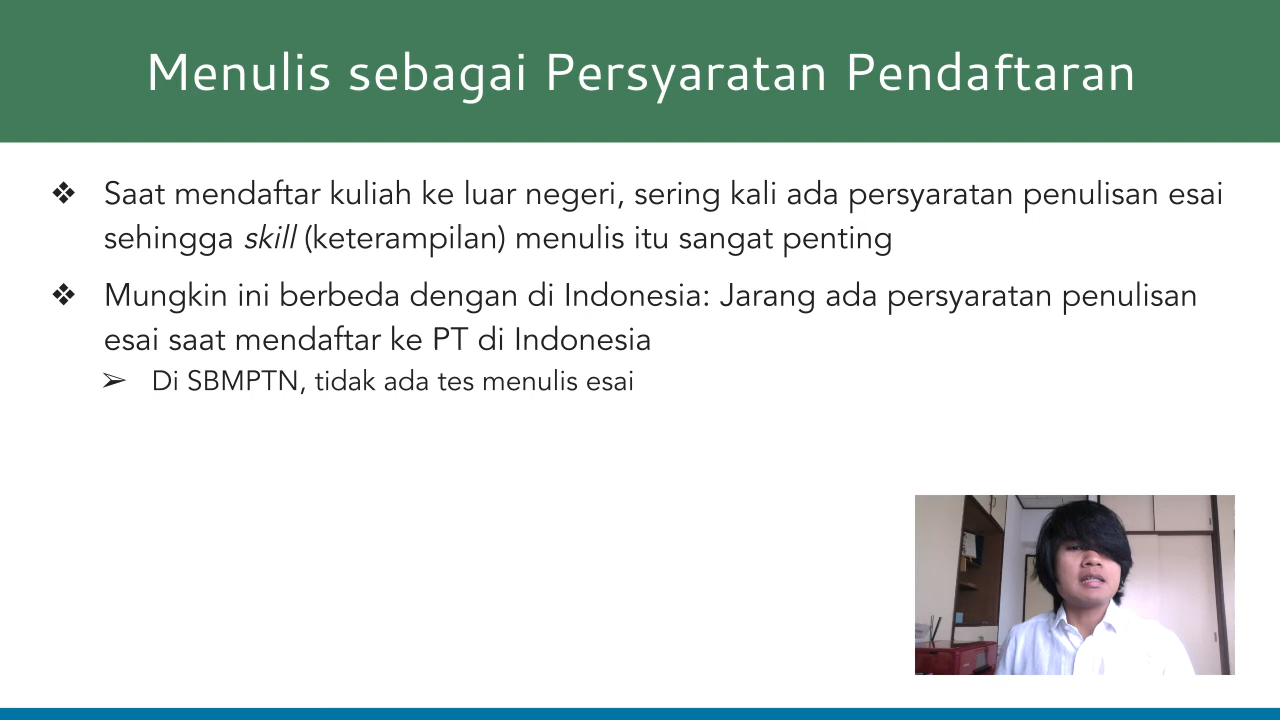 Menulis sebagai Persyaratan Pendaftaran
❖ Saat mendaftar kuliah ke luar negeri, sering kali ada persyaratan penulisan esai
sehingga skill (keterampilan) menulis itu sangat penting
❖ Mungkin ini berbeda dengan di Indonesia: Jarang ada persyaratan penulisan
esai saat mendaftar ke PT di Indonesia
➢ Di SBMPTN, tidak ada tes menulis esai